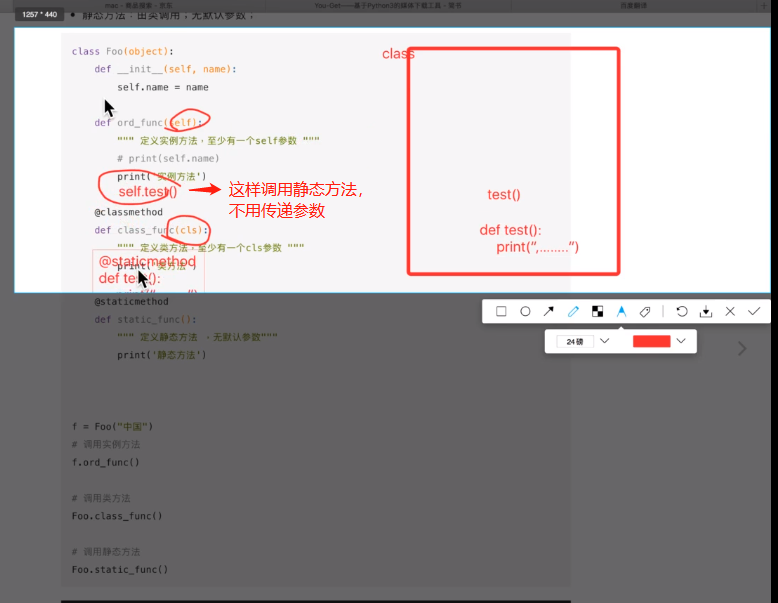 mac - 商品搜索 - 京东 You-Get——基于Python3的媒体下载工具 - 简书 百度翻译
1257 * 440
• 静态方法：由类调用；无默认参数；
class Foo(object):
def __init__(self, name):
self.name = name
def ord_func(self):
""" 定义实例方法，至少有一个self参数 """
# print(self.name)
print('实例方法')
self.test()
这样调用静态方法，
不用传递参数
@classmethod
def class_func(cls):
""" 定义类方法，至少有一个cls参数 """
print('类方法')
@staticmethod
def test():
@staticmethod
def static_func():
""" 定义静态方法 ，无默认参数"""
print('静态方法')
class
test()
def test():
print(“,........”)
24 磅
f = Foo("中国")
# 调用实例方法
f.ord_func()
# 调用类方法
Foo.class_func()
# 调用静态方法
Foo.static_func()